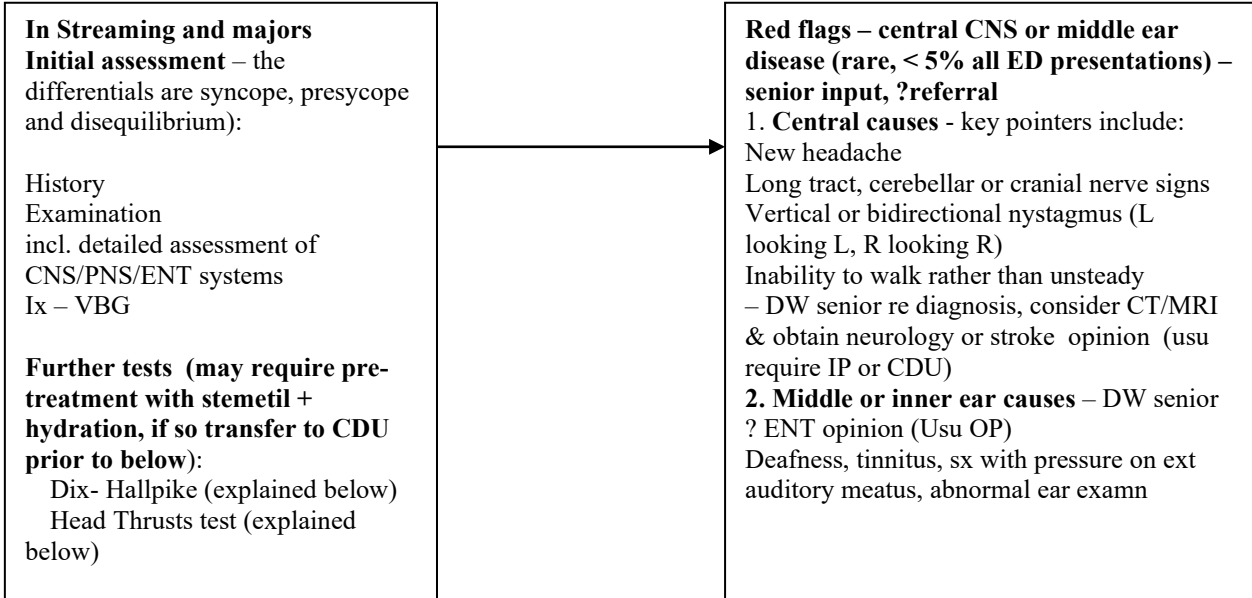 In Streaming and majors
Initial assessment – the
differentials are syncope, presycope
and disequilibrium):
History
Examination
incl. detailed assessment of
CNS/PNS/ENT systems
Ix – VBG
Further tests (may require pre-
treatment with stemetil +
hydration, if so transfer to CDU
prior to below):
Dix- Hallpike (explained below)
Head Thrusts test (explained
below)
Red flags – central CNS or middle ear
disease (rare, < 5% all ED presentations) –
senior input, ?referral
1. Central causes - key pointers include:
New headache
Long tract, cerebellar or cranial nerve signs
Vertical or bidirectional nystagmus (L
looking L, R looking R)
Inability to walk rather than unsteady
– DW senior re diagnosis, consider CT/MRI
& obtain neurology or stroke opinion (usu
require IP or CDU)
2. Middle or inner ear causes – DW senior
? ENT opinion (Usu OP)
Deafness, tinnitus, sx with pressure on ext
auditory meatus, abnormal ear examn